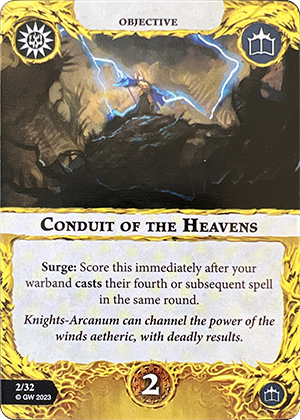 OBJECTIVE
CONDUIT OF THE HEAVENS
Surge: Score this immediately after your
warband casts their fourth or subsequent spell
in the same round.
Knights-Arcanum can channel the power of the
winds aetheric, with deadly results.
2/32
© GW 2023
2